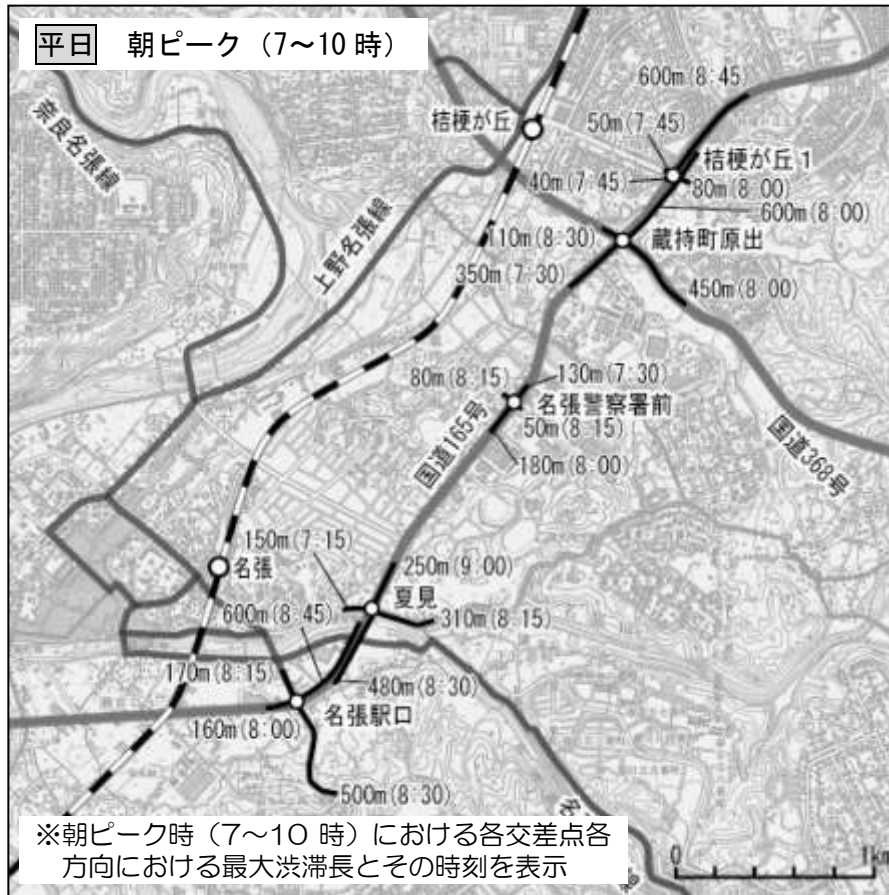 平日 朝ピーク（7～10 時）
600m(8:45)
奈良名張線
桔梗が丘
50m(7:45)
桔梗が丘１
40m(7:45)
80m(8:00)
600m(8:00)
上野名張線
110m(8:30)
蔵持町原出
350m(7:30)
450m(8:00)
80m(8:15)
130m(7:30)
名張警察署前
国道165号
50m(8:15)
国道368号
180m(8:00)
150m(7:15)
名張
250m(9:00)
夏見
600m(8:45)
310m(8:15)
170m(8:15)
480m(8:30)
名張駅口
160m(8:00)
500m(8:30)
※朝ピーク時（7～10 時）における各交差点各
方向における最大渋滞長とその時刻を表示
0 1km